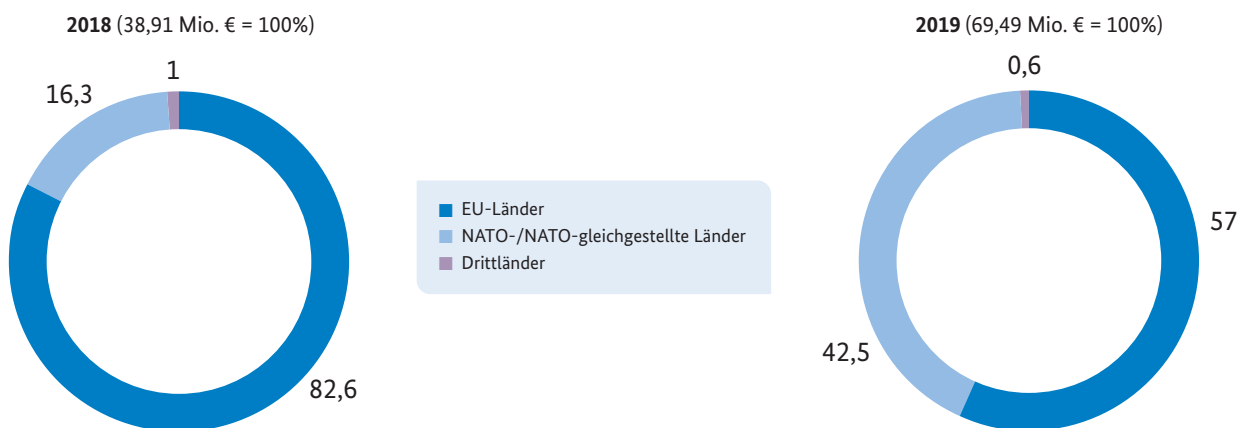 2018 (38,91 Mio. € = 100%)
1
16,3
82,6
EU-Länder
NATO-/NATO-gleichgestellte Länder
Drittländer
2019 (69,49 Mio. € = 100%)
0,6
57
42,5